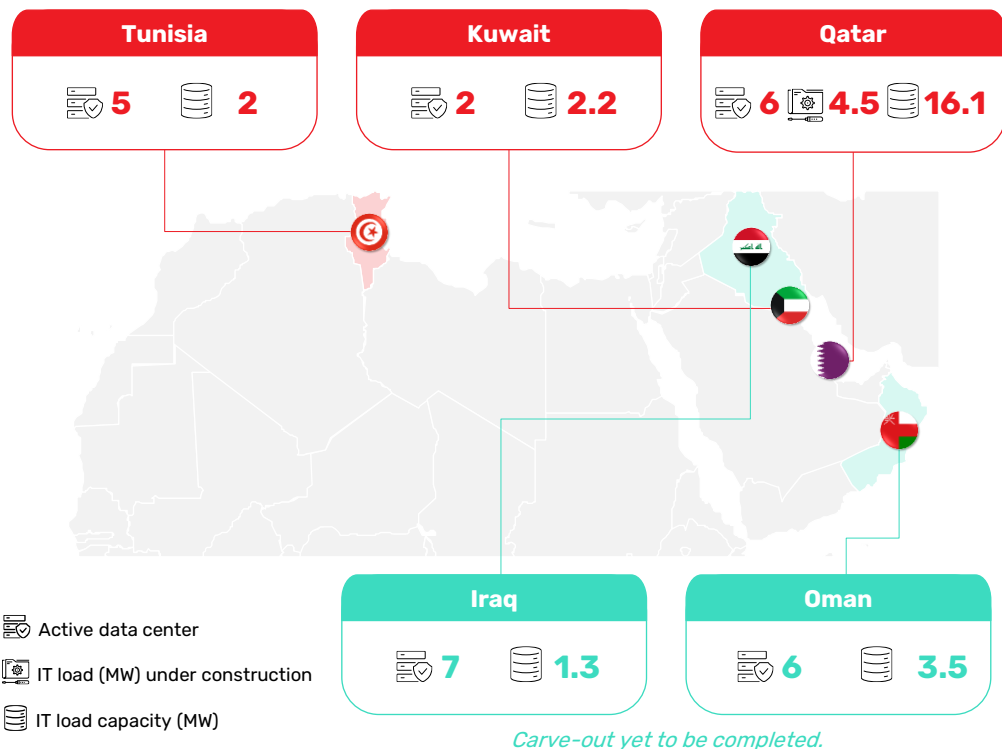 Tunisia
5 2
Kuwait
2 2.2
Qatar
6 4.5 16.1
Iraq
7 1.3
Oman
6 3.5
Active data center
IT load (MW) under construction
IT load capacity (MW)
Carve-out yet to be completed.